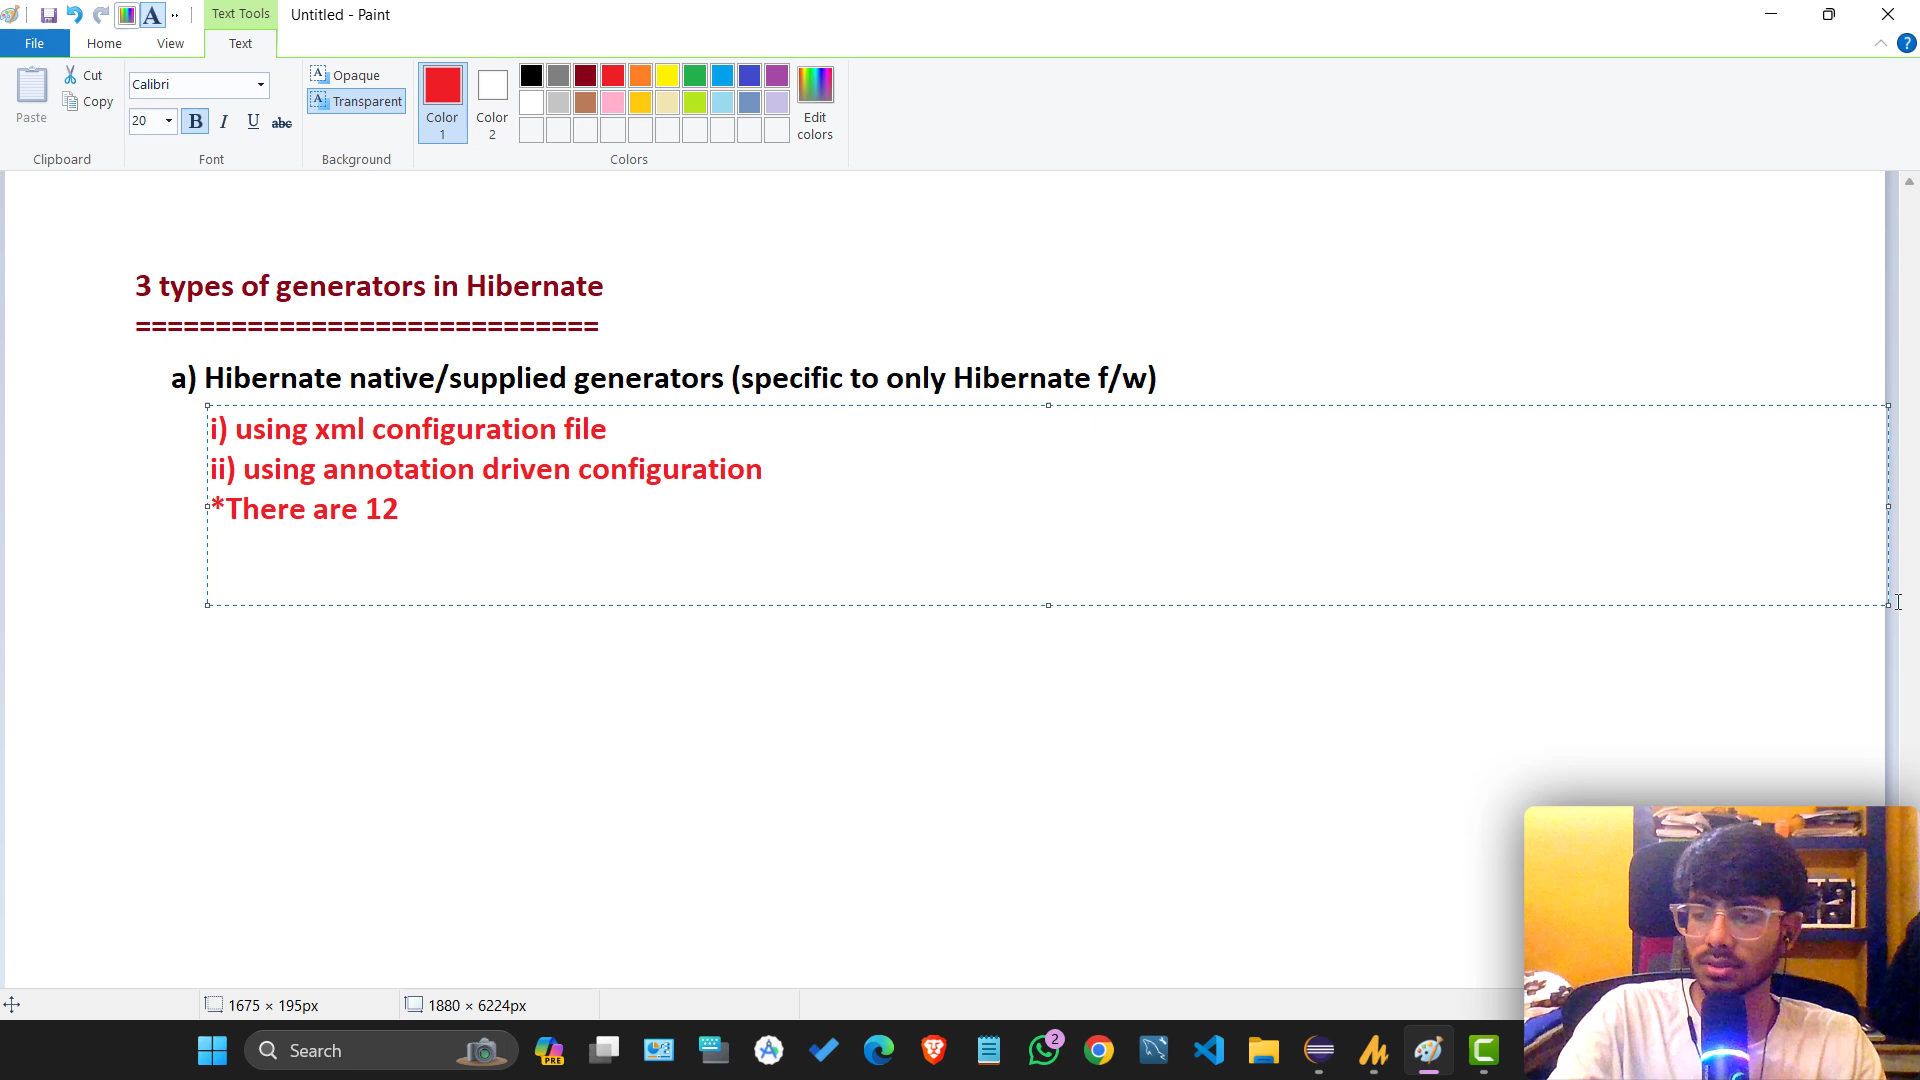 Text Tools
Untitled - Paint
File
Home
View
Text
Paste
Cut
Copy
Clipboard
Calibri
20
B I U abc
Font
Opaque
Transparent
Background
Color
1
Color
2
Edit
colors
Colors
3 types of generators in Hibernate
=============================
a) Hibernate native/supplied generators (specific to only Hibernate f/w)
i) using xml configuration file
ii) using annotation driven configuration
*There are 12
1675 × 195px
1880 × 6224px
Search
PRE
2